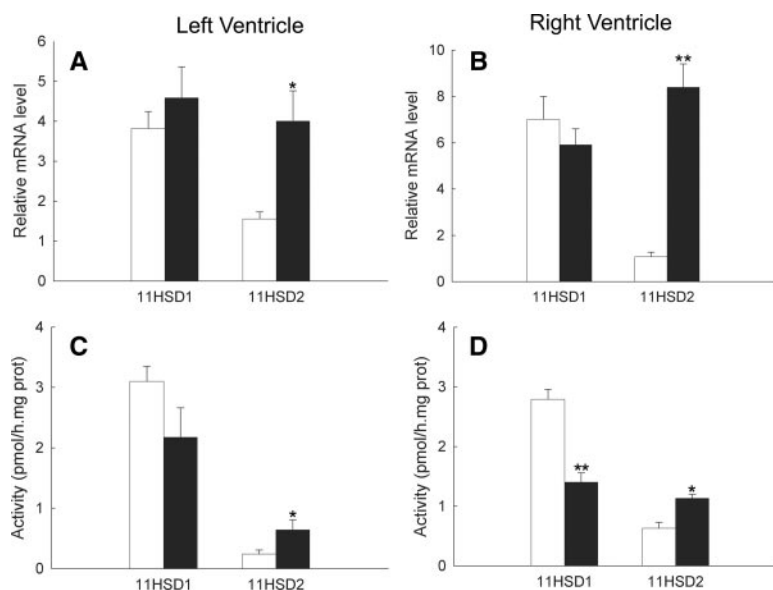 Left Ventricle
Right Ventricle
A
6
5
4
3
2
1
0
Relative mRNA level
*
11HSD1
11HSD2
B
10
8
6
4
2
0
Relative mRNA level
**
11HSD1
11HSD2
C
4
3
2
1
0
Activity (pmol/h.mg prot)
*
11HSD1
11HSD2
D
4
3
2
1
0
Activity (pmol/h.mg prot)
**
*
11HSD1
11HSD2